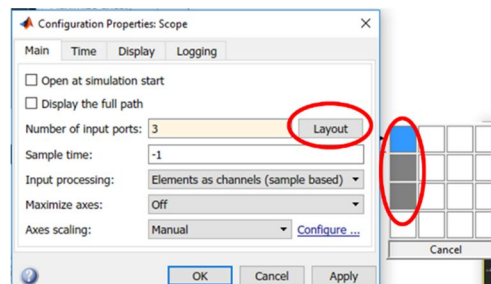 Configuration Properties: Scope
Main Time Display Logging
Open at simulation start
Display the full path
Number of input ports: 3 Layout
Sample time: -1
Input processing: Elements as channels (sample based)
Maximize axes: Off
Axes scaling: Manual Configure ...
Cancel
OK Cancel Apply